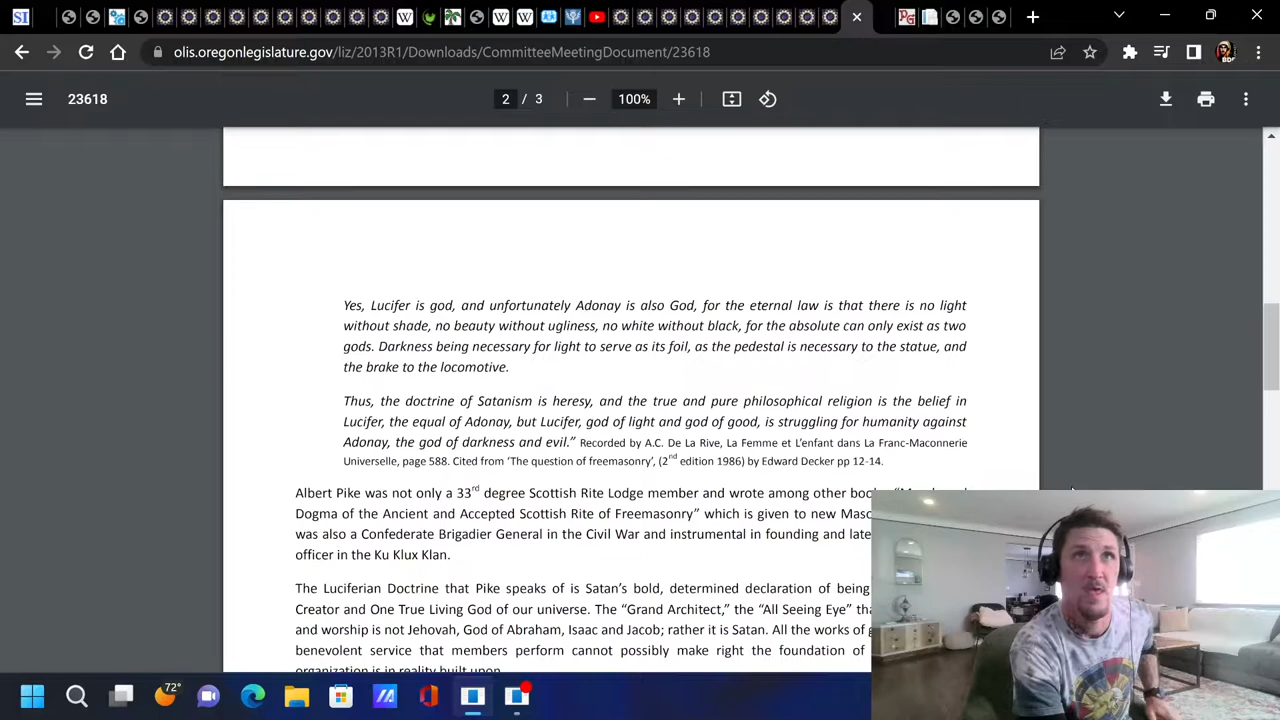 olis.oregonlegislature.gov/liz/2013R1/Downloads/CommitteeMeetingDocument/23618
23618
2 / 3
100%
Yes, Lucifer is god, and unfortunately Adonay is also God, for the eternal law is that there is no light
without shade, no beauty without ugliness, no white without black, for the absolute can only exist as two
gods. Darkness being necessary for light to serve as its foil, as the pedestal is necessary to the statue, and
the brake to the locomotive.
Thus, the doctrine of Satanism is heresy, and the true and pure philosophical religion is the belief in
Lucifer, the equal of Adonay, but Lucifer, god of light and god of good, is struggling for humanity against
Adonay, the god of darkness and evil.” Recorded by A.C. De La Rive, La Femme et L’enfant dans La Franc-Maconnerie
Universelle, page 588. Cited from ‘The question of freemasonry’, (2nd edition 1986) by Edward Decker pp 12-14.
Albert Pike was not only a 33rd degree Scottish Rite Lodge member and wrote among other
Dogma of the Ancient and Accepted Scottish Rite of Freemasonry” which is given to new
was also a Confederate Brigadier General in the Civil War and instrumental in founding and
officer in the Ku Klux Klan.
The Luciferian Doctrine that Pike speaks of is Satan’s bold, determined declaration of being
Creator and One True Living God of our universe. The “Grand Architect,” the “All Seeing Eye”
and worship is not Jehovah, God of Abraham, Isaac and Jacob; rather it is Satan. All the works of
benevolent service that members perform cannot possibly make right the foundation of
organization is in reality built upon
72°